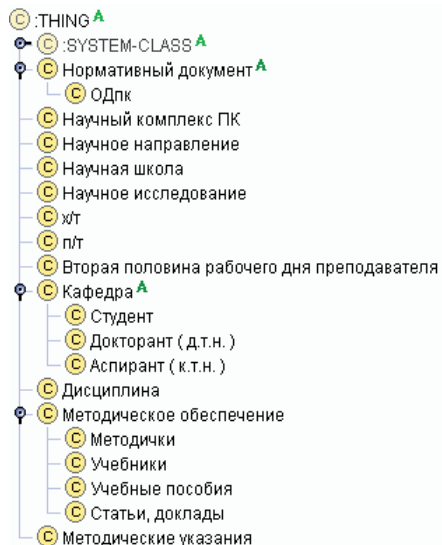 :THING A
:SYSTEM-CLASS A
Нормативный документ A
ОДпк
Научный комплекс ПК
Научное направление
Научная школа
Научное исследование
х/т
п/т
Вторая половина рабочего дня преподавателя
Кафедра A
Студент
Докторант ( д.т.н. )
Аспирант ( к.т.н. )
Дисциплина
Методическое обеспечение
Методички
Учебники
Учебные пособия
Статьи, доклады
Методические указания